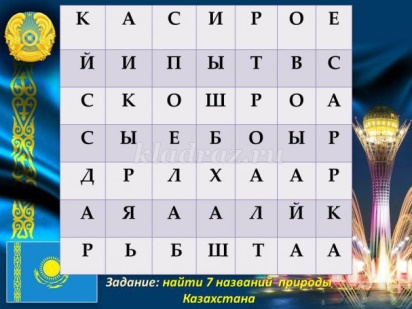 К А С И Р О Е
Й И П Ы Т В С
С К О Ш Р О А
С Ы Е Б О Ы Р
Д Р Л Х А А Р
А Я А А Л Й К
Р Ь Б Ш Т А А
kladraz.ru
Задание: найти 7 названий природы
Казахстана